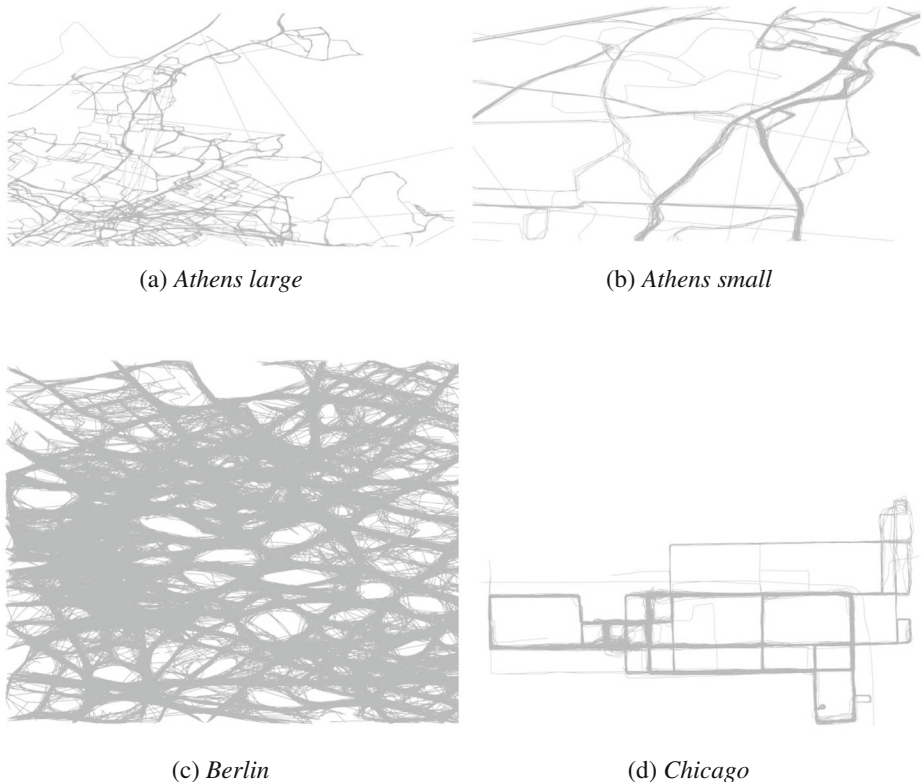 (a) Athens large
(b) Athens small
(c) Berlin
(d) Chicago